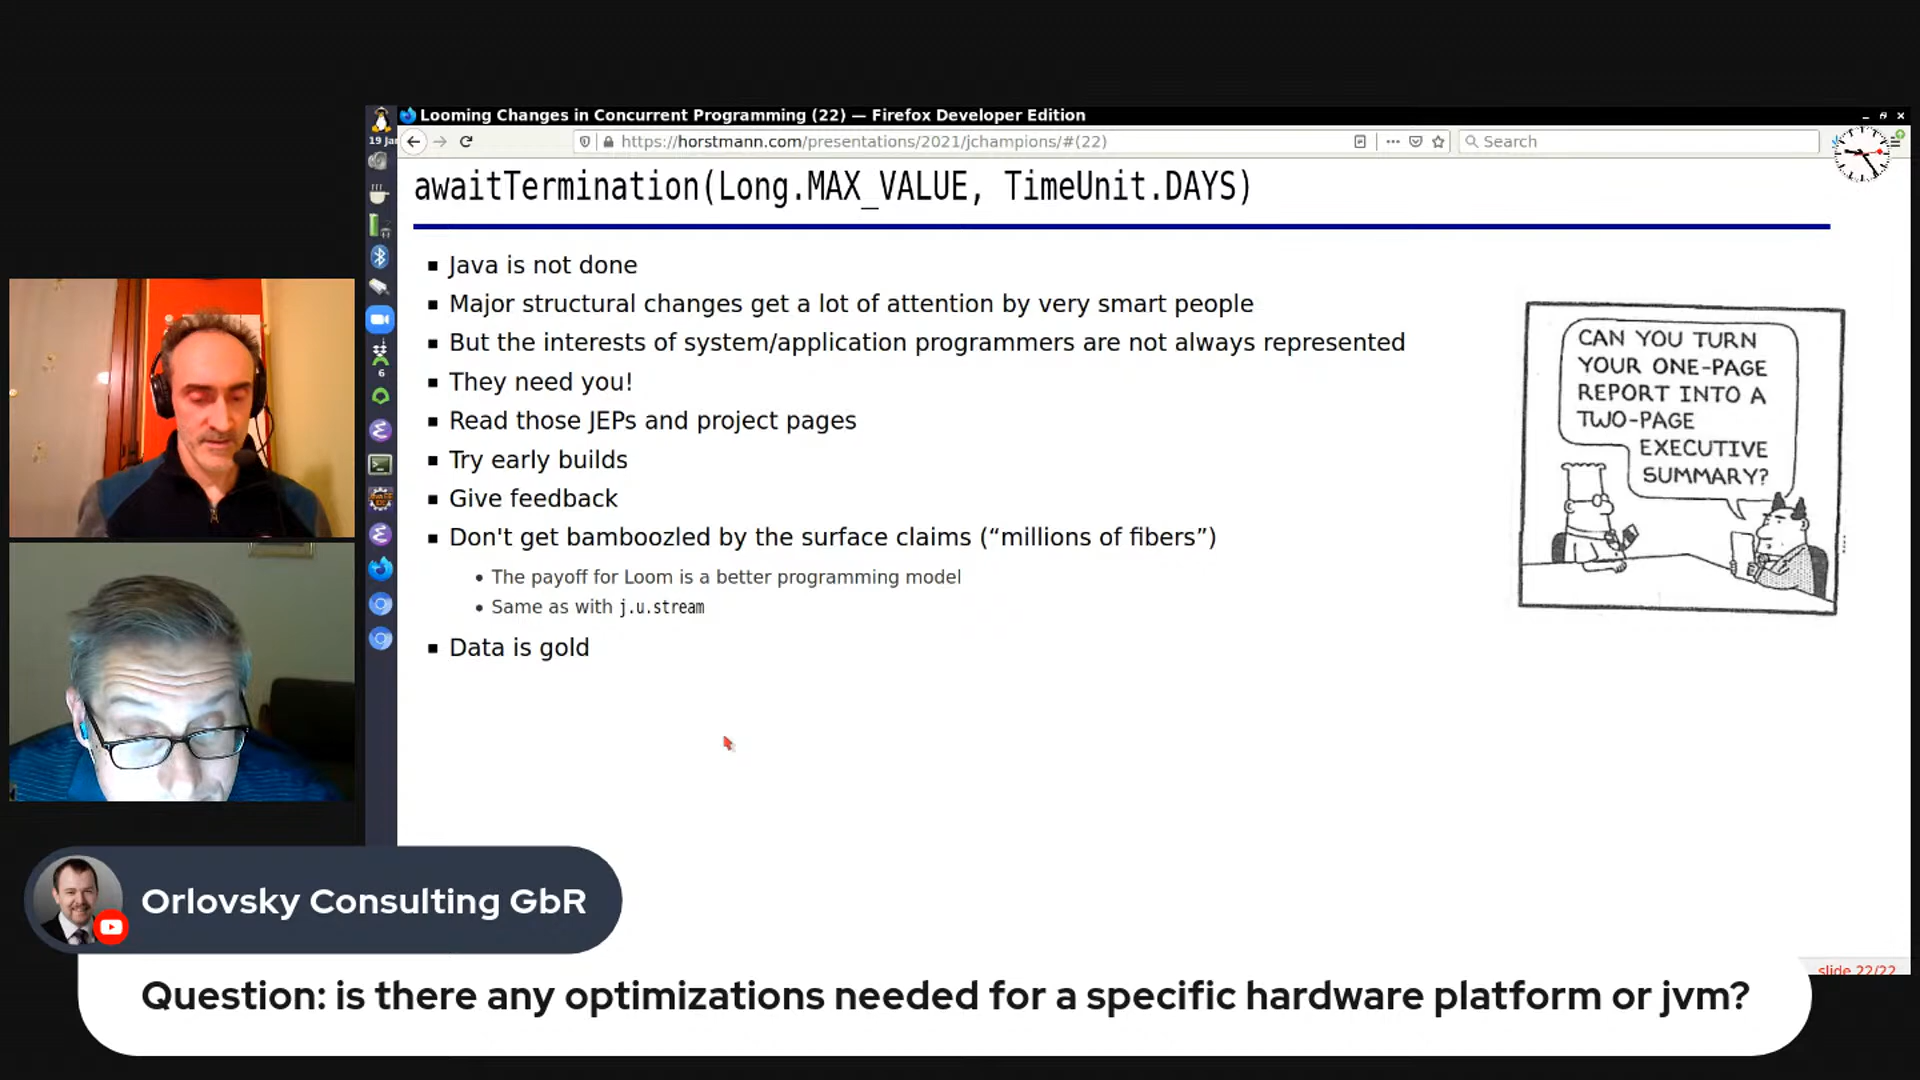 Looming Changes in Concurrent Programming (22) — Firefox Developer Edition
19 Jan
https://horstmann.com/presentations/2021/jchampions/#(22)
Search
awaitTermination(Long.MAX_VALUE, TimeUnit.DAYS)
Java is not done
Major structural changes get a lot of attention by very smart people
But the interests of system/application programmers are not always represented
They need you!
Read those JEPs and project pages
Try early builds
Give feedback
Don't get bamboozled by the surface claims (“millions of fibers”)
The payoff for Loom is a better programming model
Same as with j.u.stream
Data is gold
CAN YOU TURN
YOUR ONE-PAGE
REPORT INTO A
TWO-PAGE
EXECUTIVE
SUMMARY?
6
slide 22/22
Orlovsky Consulting GbR
Question: is there any optimizations needed for a specific hardware platform or jvm?